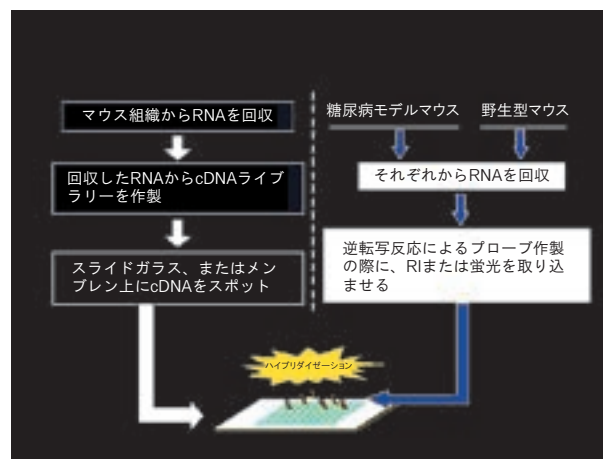 マウス組織からRNAを回収
回収したRNAからcDNAライブ
ラリーを作製
スライドガラス、またはメン
ブレン上にcDNAをスポット
糖尿病モデルマウス
野生型マウス
それぞれからRNAを回収
逆転写反応によるプローブ作製
の際に、RIまたは蛍光を取り込
ませる
ハイブリダイゼーション